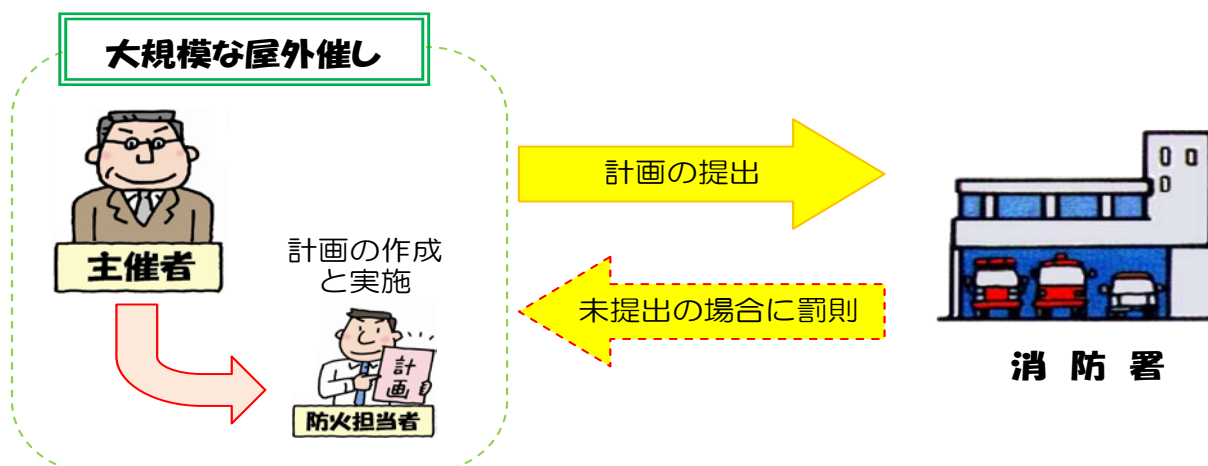 大規模な屋外催し
主催者
計画の作成
と実施
計
画
防火担当者
計画の提出
未提出の場合に罰則
消防署